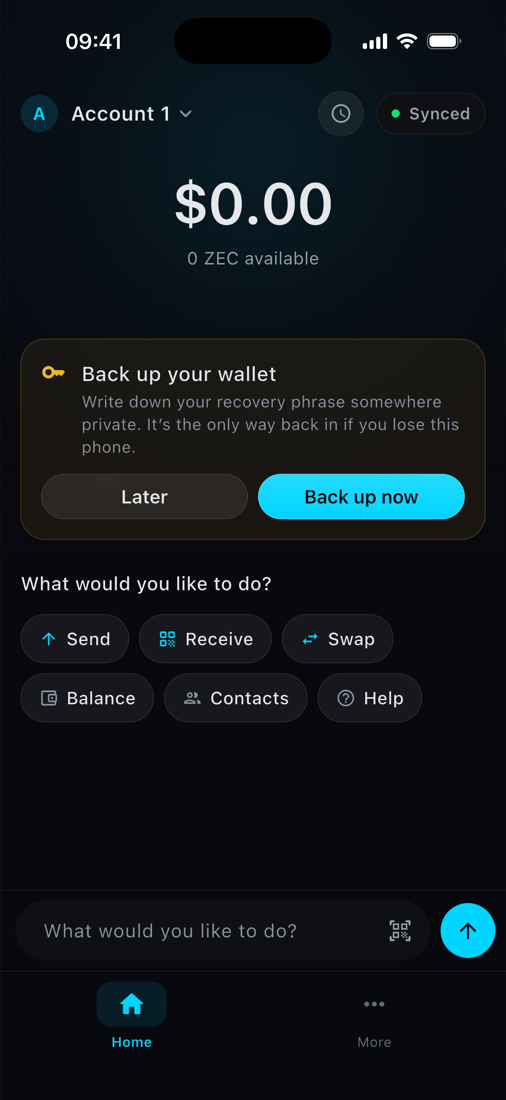 09:41
A
Account 1
Synced
$0.00
0 ZEC available
Back up your wallet
Write down your recovery phrase somewhere
private. It’s the only way back in if you lose this
phone.
Later
Back up now
What would you like to do?
Send
Receive
Swap
Balance
Contacts
Help
What would you like to do?
Home
More